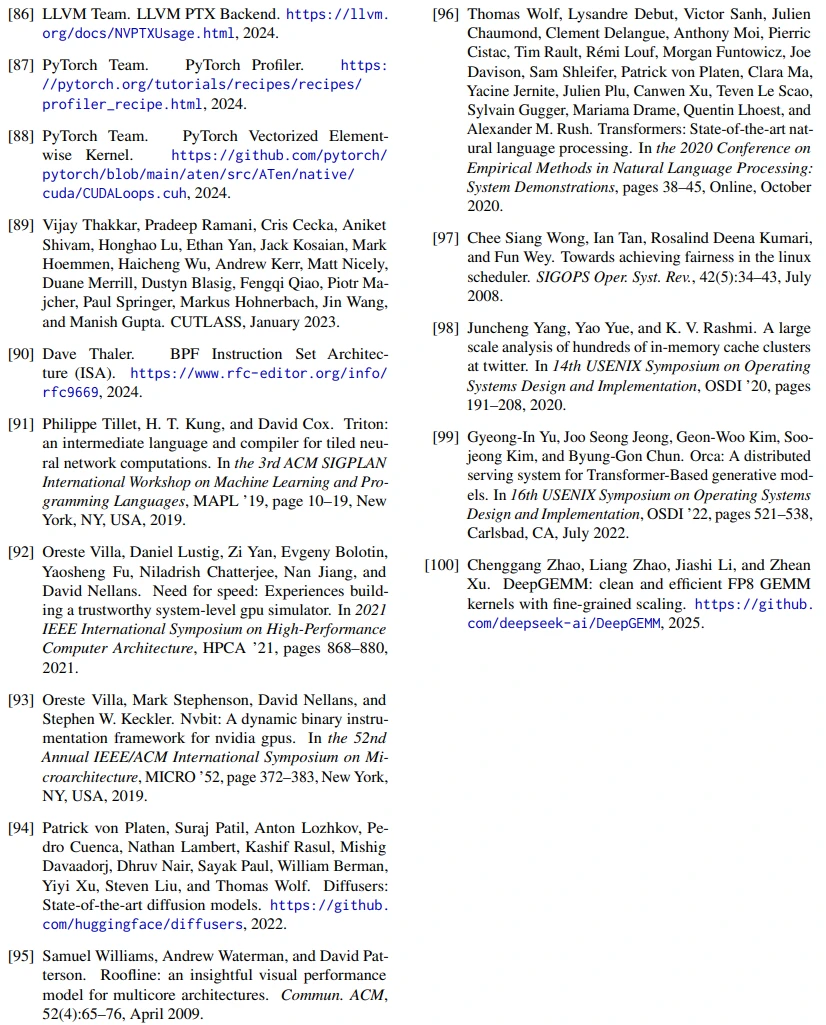 [86] LLVM Team. LLVM PTX Backend. https://llvm.
org/docs/NVPTXUsage.html, 2024.
[87] PyTorch Team. PyTorch Profiler. https:
//pytorch.org/tutorials/recipes/recipes/
profiler_recipe.html, 2024.
[88] PyTorch Team. PyTorch Vectorized Element-
wise Kernel. https://github.com/pytorch/
pytorch/blob/main/aten/src/ATen/native/
cuda/CUDALoops.cuh, 2024.
[89] Vijay Thakkar, Pradeep Ramani, Cris Cecka, Aniket
Shivam, Honghao Lu, Ethan Yan, Jack Kosaian, Mark
Hoemmen, Haicheng Wu, Andrew Kerr, Matt Nicely,
Duane Merrill, Dustyn Blasig, Fengqi Qiao, Piotr Ma-
jcher, Paul Springer, Markus Hohnerbach, Jin Wang,
and Manish Gupta. CUTLASS, January 2023.
[90] Dave Thaler. BPF Instruction Set Architec-
ture (ISA). https://www.rfc-editor.org/info/
rfc9669, 2024.
[91] Philippe Tillet, H. T. Kung, and David Cox. Triton:
an intermediate language and compiler for tiled neu-
ral network computations. In the 3rd ACM SIGPLAN
International Workshop on Machine Learning and Pro-
gramming Languages, MAPL ’19, page 10–19, New
York, NY, USA, 2019.
[92] Oreste Villa, Daniel Lustig, Zi Yan, Evgeny Bolotin,
Yaosheng Fu, Niladrish Chatterjee, Nan Jiang, and
David Nellans. Need for speed: Experiences build-
ing a trustworthy system-level gpu simulator. In 2021
IEEE International Symposium on High-Performance
Computer Architecture, HPCA ’21, pages 868–880,
2021.
[93] Oreste Villa, Mark Stephenson, David Nellans, and
Stephen W. Keckler. Nvbit: A dynamic binary instru-
mentation framework for nvidia gpus. In the 52nd
Annual IEEE/ACM International Symposium on Mi-
croarchitecture, MICRO ’52, page 372–383, New York,
NY, USA, 2019.
[94] Patrick von Platen, Suraj Patil, Anton Lozhkov, Pe-
dro Cuenca, Nathan Lambert, Kashif Rasul, Mishig
Davaadorj, Dhruv Nair, Sayak Paul, William Berman,
Yiyi Xu, Steven Liu, and Thomas Wolf. Diffusers:
State-of-the-art diffusion models. https://github.
com/huggingface/diffusers, 2022.
[95] Samuel Williams, Andrew Waterman, and David Pat-
terson. Roofline: an insightful visual performance
model for multicore architectures. Commun. ACM,
52(4):65–76, April 2009.
[96] Thomas Wolf, Lysandre Debut, Victor Sanh, Julien
Chaumond, Clement Delangue, Anthony Moi, Pierric
Cistac, Tim Rault, Rémi Louf, Morgan Funtowicz, Joe
Davison, Sam Shleifer, Patrick von Platen, Clara Ma,
Yacine Jernite, Julien Plu, Canwen Xu, Teven Le Scao,
Sylvain Gugger, Mariama Drame, Quentin Lhoest, and
Alexander M. Rush. Transformers: State-of-the-art nat-
ural language processing. In the 2020 Conference on
Empirical Methods in Natural Language Processing:
System Demonstrations, pages 38–45, Online, October
2020.
[97] Chee Siang Wong, Ian Tan, Rosalind Deena Kumari,
and Fun Wey. Towards achieving fairness in the linux
scheduler. SIGOPS Oper. Syst. Rev., 42(5):34–43, July
2008.
[98] Juncheng Yang, Yao Yue, and K. V. Rashmi. A large
scale analysis of hundreds of in-memory cache clusters
at twitter. In 14th USENIX Symposium on Operating
Systems Design and Implementation, OSDI ’20, pages
191–208, 2020.
[99] Gyeong-In Yu, Joo Seong Jeong, Geon-Woo Kim, Soo-
jeong Kim, and Byung-Gon Chun. Orca: A distributed
serving system for Transformer-Based generative mod-
els. In 16th USENIX Symposium on Operating Systems
Design and Implementation, OSDI ’22, pages 521–538,
Carlsbad, CA, July 2022.
[100] Chenggang Zhao, Liang Zhao, Jiashi Li, and Zhean
Xu. DeepGEMM: clean and efficient FP8 GEMM
kernels with fine-grained scaling. https://github.
com/deepseek-ai/DeepGEMM, 2025.